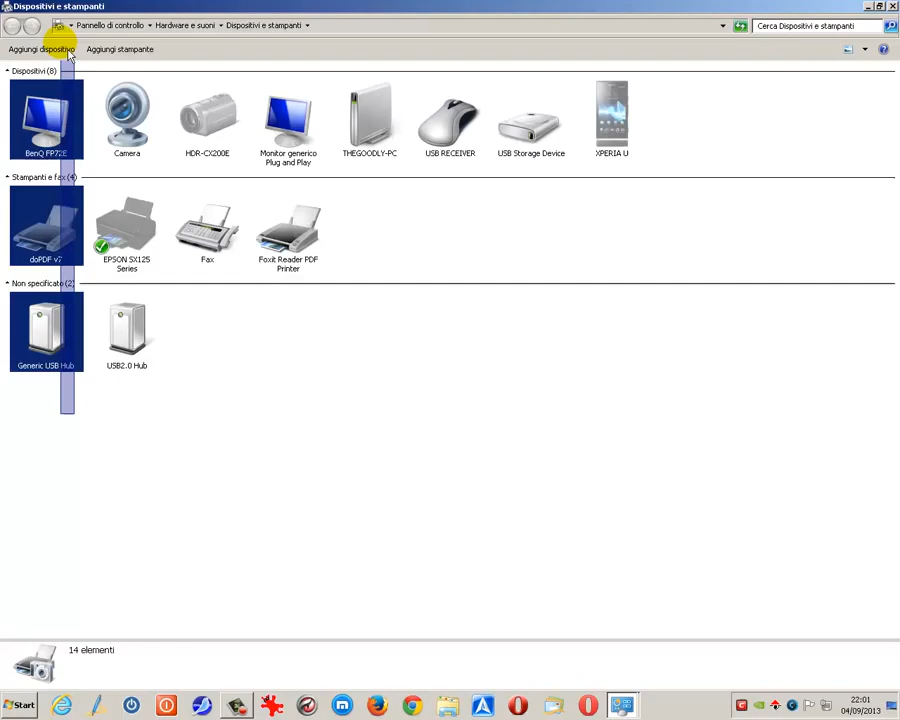 Dispositivi e stampanti
Pannello di controllo Hardware e suoni Dispositivi e stampanti Cerca Dispositivi e stampanti
Aggiungi dispositivo Aggiungi stampante
Dispositivi (8)
BenQ FP72E Camera HDR-CX200E Monitor generico THEGOODLY-PC USB RECEIVER USB Storage Device XPERIA U
Plug and Play
Stampanti e fax (4)
doPDF v7 EPSON SX125 Fax Foxit Reader PDF
Series Printer
Non specificato (2)
Generic USB Hub USB2.0 Hub
14 elementi
Start 22:01
04/09/2013